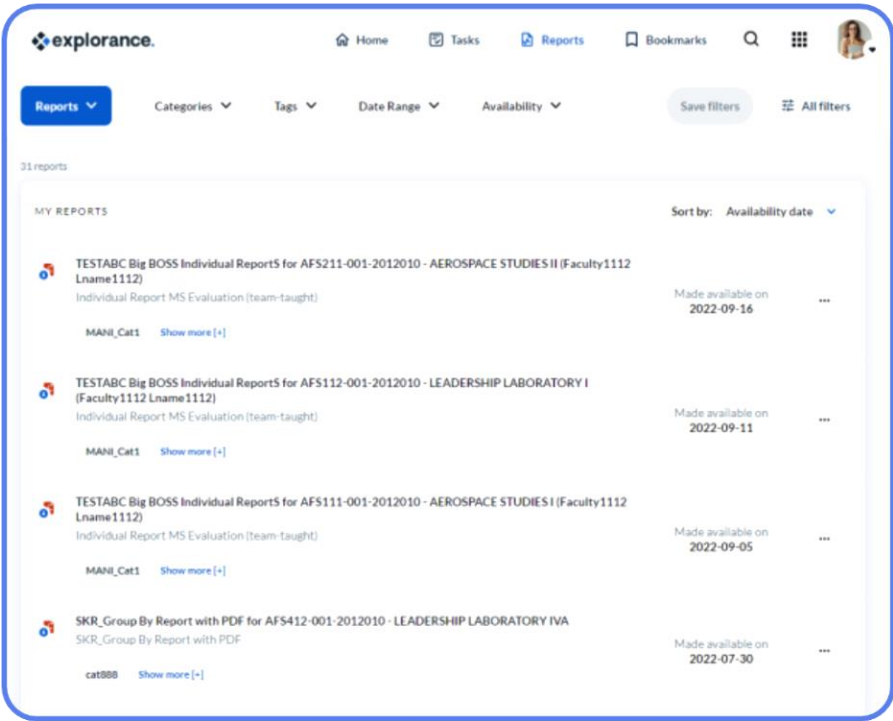 explorance.
Home Tasks Reports Bookmarks
Reports Categories Tags Date Range Availability Save filters All filters
31 reports
MY REPORTS Sort by: Availability date
TESTABC Big BOSS Individual ReportS for AFS211-001-2012010 - AEROSPACE STUDIES II (Faculty1112
Lname1112)
Individual Report MS Evaluation (team-taught)
Made available on
2022-09-16
MANI_Cat1 Show more [+]
TESTABC Big BOSS Individual ReportS for AFS112-001-2012010 - LEADERSHIP LABORATORY I
(Faculty1112 Lname1112)
Individual Report MS Evaluation (team-taught)
Made available on
2022-09-11
MANI_Cat1 Show more [+]
TESTABC Big BOSS Individual ReportS for AFS111-001-2012010 - AEROSPACE STUDIES I (Faculty1112
Lname1112)
Individual Report MS Evaluation (team-taught)
Made available on
2022-09-05
MANI_Cat1 Show more [+]
SKR_Group By Report with PDF for AFS412-001-2012010 - LEADERSHIP LABORATORY IVA
SKR_Group By Report with PDF
Made available on
2022-07-30
cat888 Show more [+]